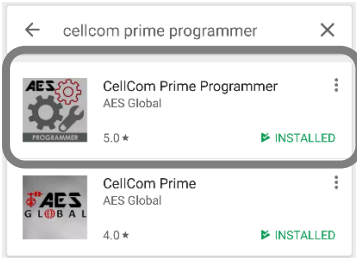 cellcom prime programmer
AES
PROGRAMMER
CellCom Prime Programmer
AES Global
5.0★
INSTALLED
AES
GLOBAL
CellCom Prime
AES Global
4.0★
INSTALLED